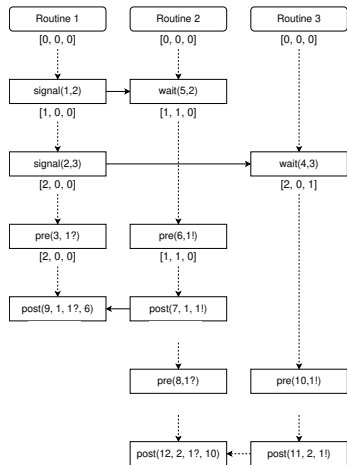 Routine 1 Routine 2 Routine 3
[0, 0, 0] [0, 0, 0] [0, 0, 0]
signal(1,2) wait(5,2)
[1, 0, 0] [1, 1, 0]
signal(2,3) wait(4,3)
[2, 0, 0] [2, 0, 1]
pre(3, 1?) pre(6,1!)
[2, 0, 0] [1, 1, 0]
post(9, 1, 1?, 6) post(7, 1, 1!)
pre(8,1?) pre(10,1!)
post(12, 2, 1?, 10) post(11, 2, 1!)